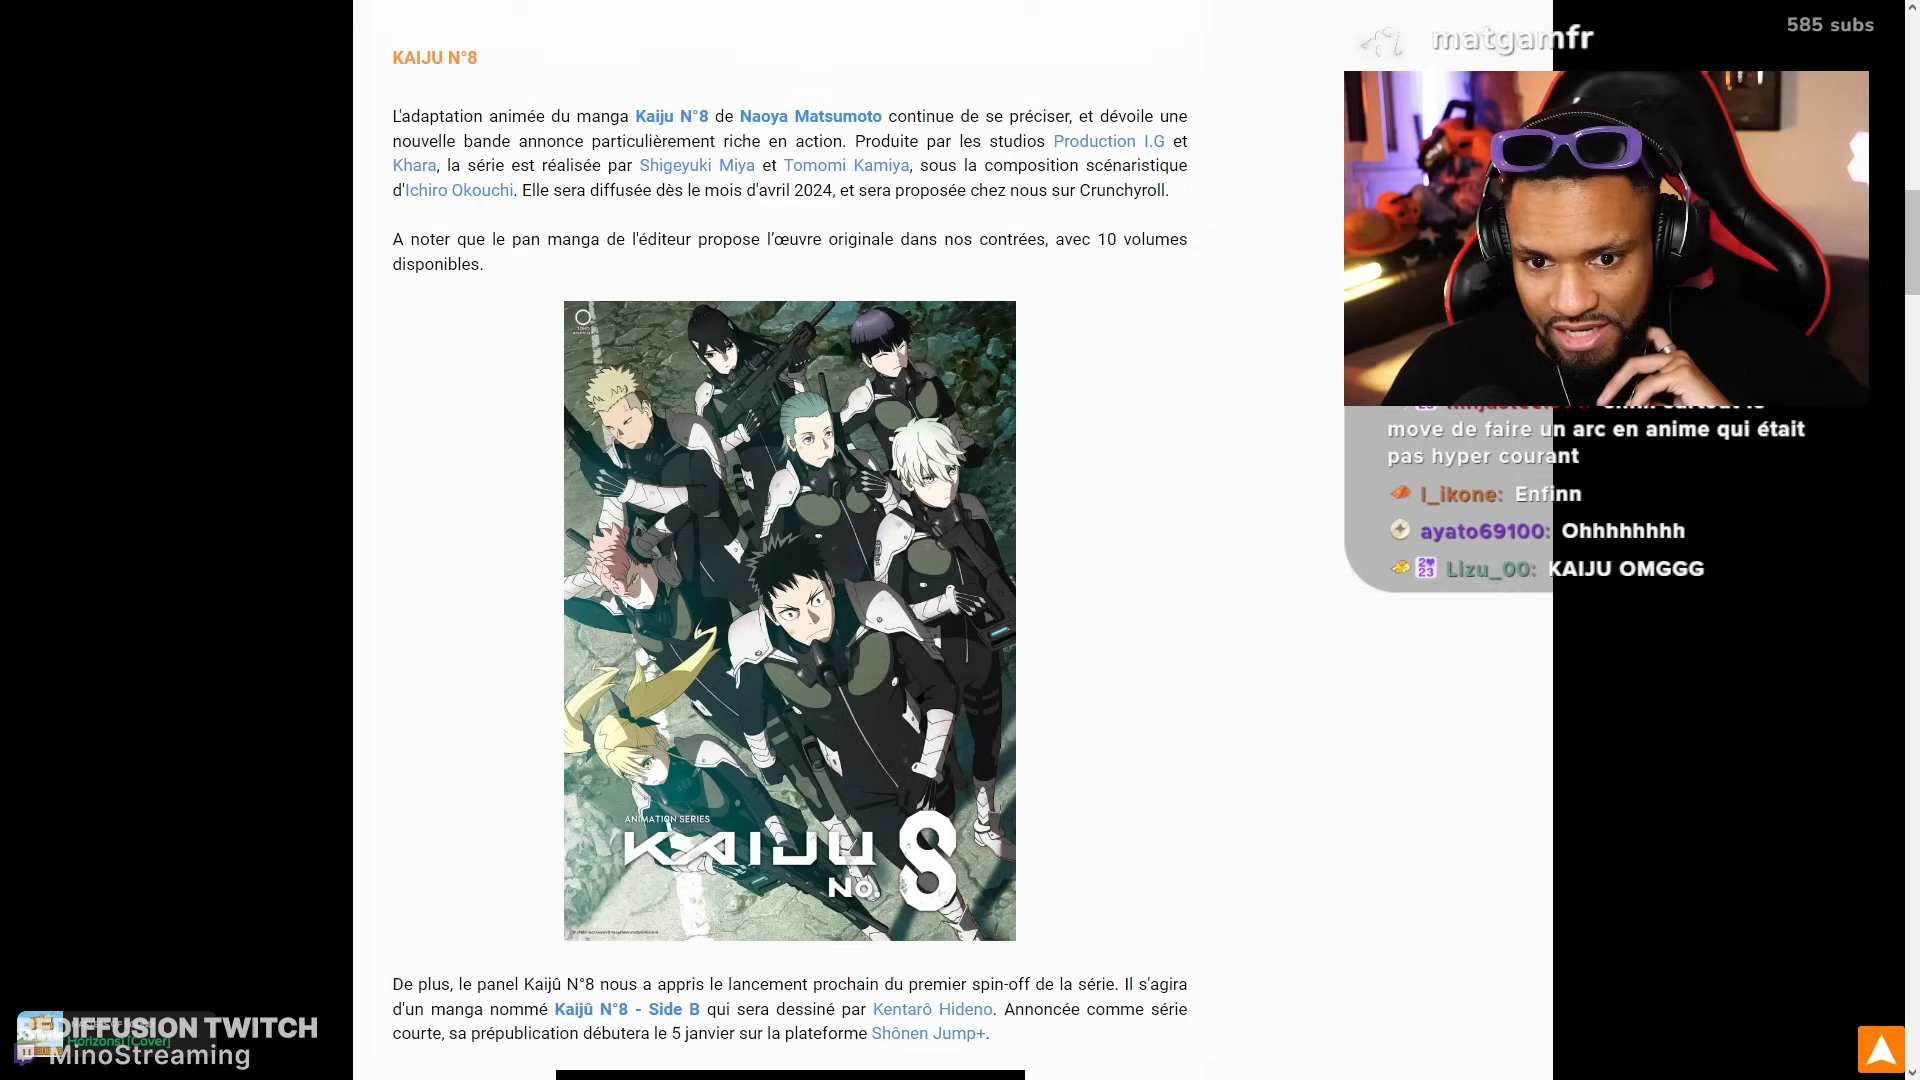 KAIJU N°8
L'adaptation animée du manga Kaiju N°8 de Naoya Matsumoto continue de se préciser, et dévoile une
nouvelle bande annonce particulièrement riche en action. Produite par les studios Production I.G et
Khara, la série est réalisée par Shigeyuki Miya et Tomomi Kamiya, sous la composition scénaristique
d'Ichiro Okouchi. Elle sera diffusée dès le mois d'avril 2024, et sera proposée chez nous sur Crunchyroll.
A noter que le pan manga de l'éditeur propose l'œuvre originale dans nos contrées, avec 10 volumes
disponibles.
ANIMATION SERIES
KAIJU
No. 8
De plus, le panel Kaijû N°8 nous a appris le lancement prochain du premier spin-off de la série. Il s'agira
d'un manga nommé Kaijû N°8 - Side B qui sera dessiné par Kentarô Hideno. Annoncée comme série
courte, sa prépublication débutera le 5 janvier sur la plateforme Shônen Jump+.
matgamfr
585 subs
move de faire un arc en anime qui était
pas hyper courant
l_ikone: Enfinn
ayato69100: Ohhhhhhhh
Lizu_00: KAIJU OMGGG
REDIFFUSION TWITCH
Horizons) [Cover]
MinoStreaming